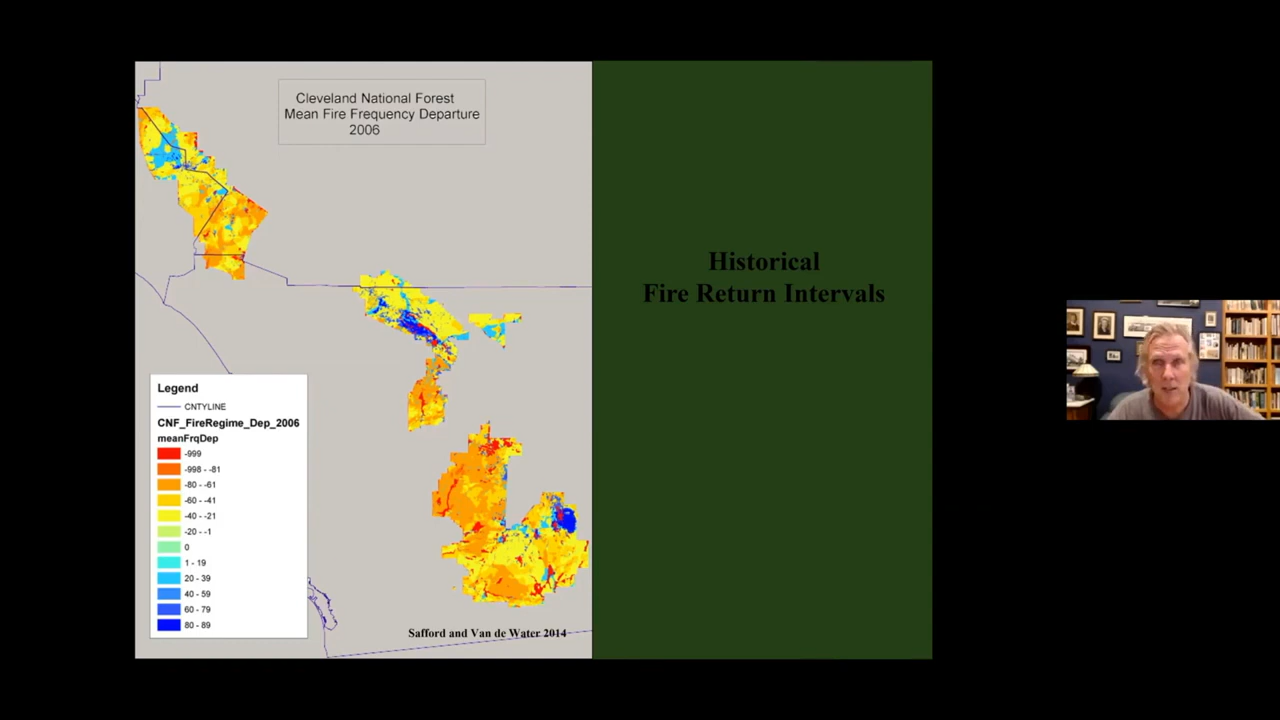 Cleveland National Forest
Mean Fire Frequency Departure
2006
Historical
Fire Return Intervals
Legend
CNTYLINE
CNF_FireRegime_Dep_2006
meanFrqDep
-999
-998 - -81
-80 - -61
-60 - -41
-40 - -21
-20 - -1
0
1 - 19
20 - 39
40 - 59
60 - 79
80 - 89
Safford and Van de Water 2014